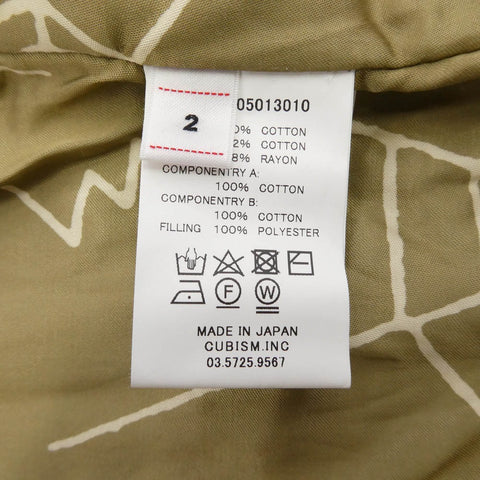 2
05013010
0% COTTON
2% COTTON
8% RAYON
COMPONENTRY A:
100% COTTON
COMPONENTRY B:
100% COTTON
FILLING 100% POLYESTER
F W
MADE IN JAPAN
CUBISM.INC
03.5725.9567